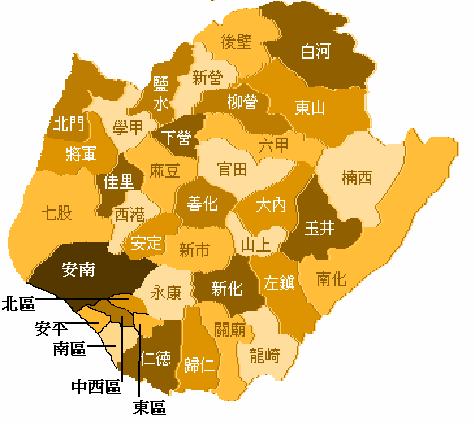 後壁
白河
新營
鹽水
柳營
東山
北門
學甲
下營
六甲
將軍
佳里
麻豆
官田
楠西
七股
西港
善化
大內
玉井
安定
新市
山上
安南
永康
新化
左鎮
南化
北區
安平
南區
中西區
東區
仁德
歸仁
關廟
龍崎